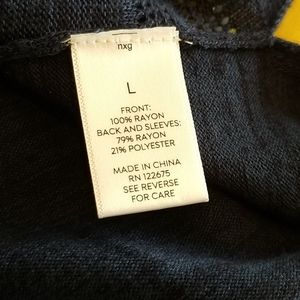 nxg
L
FRONT:
100% RAYON
BACK AND SLEEVES:
79% RAYON
21% POLYESTER
MADE IN CHINA
RN 122675
SEE REVERSE
FOR CARE